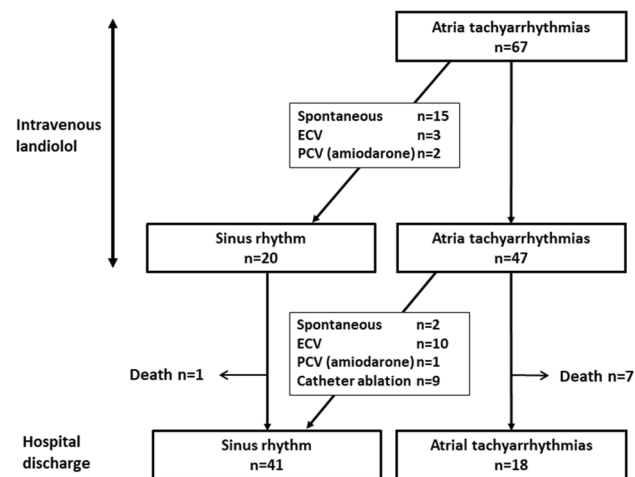 Atria tachyarrhythmias
n=67
Intravenous
landiolol
Spontaneous n=15
ECV n=3
PCV (amiodarone) n=2
Sinus rhythm
n=20
Atria tachyarrhythmias
n=47
Spontaneous n=2
ECV n=10
PCV (amiodarone) n=1
Catheter ablation n=9
Death n=1
Death n=7
Hospital
discharge
Sinus rhythm
n=41
Atrial tachyarrhythmias
n=18